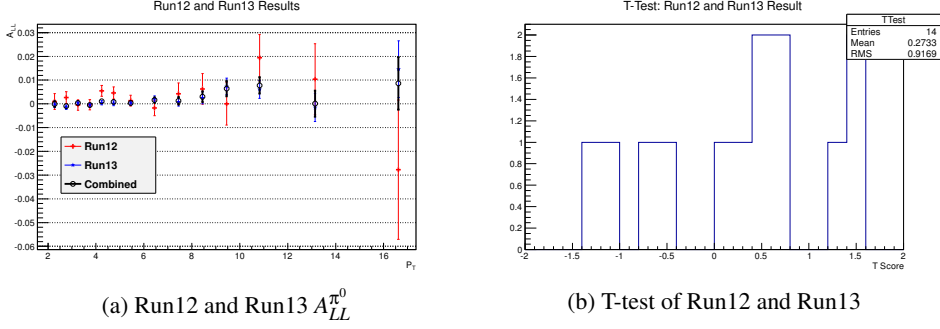 Run12 and Run13 Results
A_LL
0.03
0.02
0.01
0
-0.01
-0.02
-0.03
-0.04
-0.05
-0.06
Run12
Run13
Combined
2 4 6 8 10 12 14 16
P_T
(a) Run12 and Run13 A_{LL}^{π^0}
T-Test: Run12 and Run13 Result
TTest
Entries 14
Mean 0.2733
RMS 0.9169
2
1.8
1.6
1.4
1.2
1
0.8
0.6
0.4
0.2
0
-2 -1.5 -1 -0.5 0 0.5 1 1.5 2
T Score
(b) T-test of Run12 and Run13